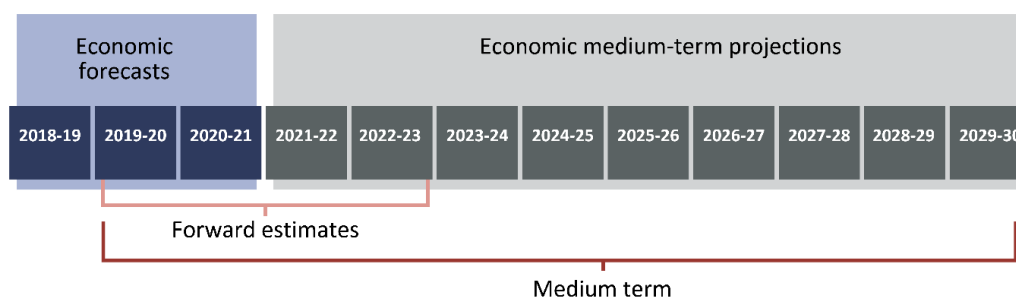 Economic
forecasts
Economic medium-term projections
2018-19 2019-20 2020-21 2021-22 2022-23 2023-24 2024-25 2025-26 2026-27 2027-28 2028-29 2029-30
Forward estimates
Medium term